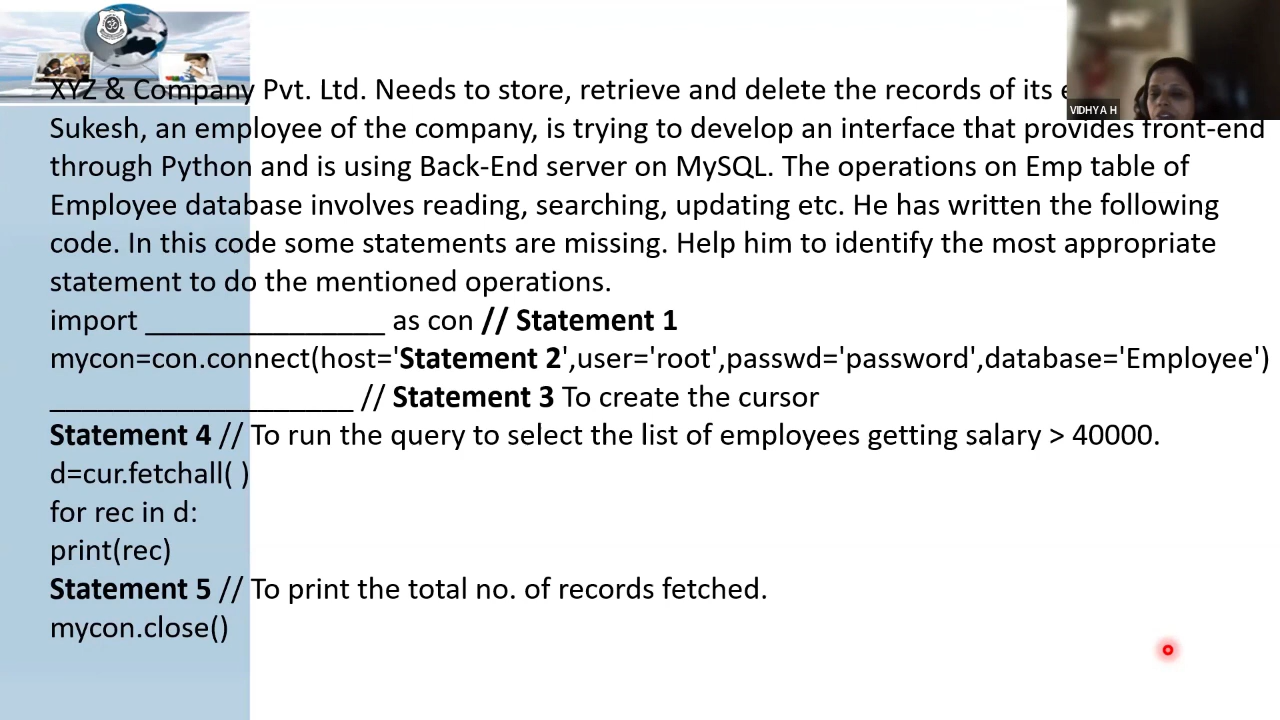 XYZ & Company Pvt. Ltd. Needs to store, retrieve and delete the records of its
VIDHYA H
Sukesh, an employee of the company, is trying to develop an interface that provides front-end
through Python and is using Back-End server on MySQL. The operations on Emp table of
Employee database involves reading, searching, updating etc. He has written the following
code. In this code some statements are missing. Help him to identify the most appropriate
statement to do the mentioned operations.
import ________________ as con // Statement 1
mycon=con.connect(host='Statement 2',user='root',passwd='password',database='Employee')
____________________ // Statement 3 To create the cursor
Statement 4 // To run the query to select the list of employees getting salary > 40000.
d=cur.fetchall( )
for rec in d:
print(rec)
Statement 5 // To print the total no. of records fetched.
mycon.close()